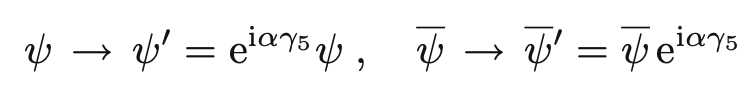 ψ → ψ′ = e^{iαγ₅} ψ , ψ̅ → ψ̅′ = ψ̅ e^{iαγ₅}